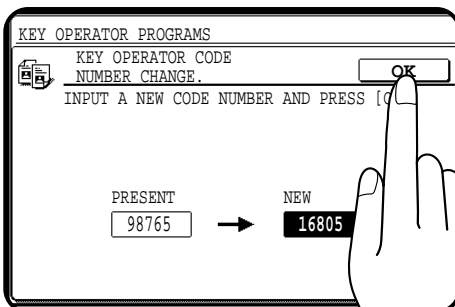 KEY OPERATOR PROGRAMS
KEY OPERATOR CODE
NUMBER CHANGE.
OK
INPUT A NEW CODE NUMBER AND PRESS [O
PRESENT
NEW
98765
16805